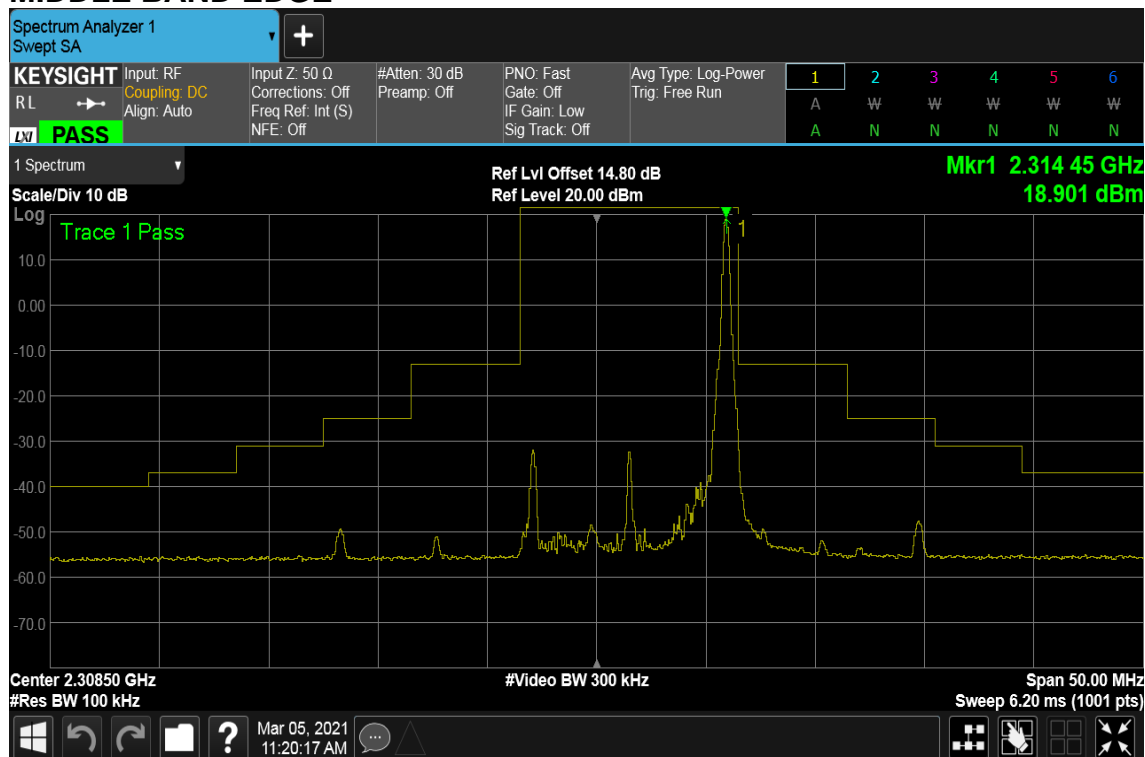 MIDDLE BAND EDGE
Spectrum Analyzer 1
Swept SA
KEYSIGHT
R L
LXI PASS
Input: RF
Coupling: DC
Align: Auto
Input Z: 50 Ω
Corrections: Off
Freq Ref: Int (S)
NFE: Off
#Atten: 30 dB
Preamp: Off
PNO: Fast
Gate: Off
IF Gain: Low
Sig Track: Off
Avg Type: Log-Power
Trig: Free Run
1 2 3 4 5 6
A W W W W W
A N N N N N
1 Spectrum
Scale/Div 10 dB
Ref Lvl Offset 14.80 dB
Ref Level 20.00 dBm
Mkr1 2.314 45 GHz
18.901 dBm
Log
Trace 1 Pass
1
10.0
0.00
-10.0
-20.0
-30.0
-40.0
-50.0
-60.0
-70.0
Center 2.30850 GHz
#Video BW 300 kHz
Span 50.00 MHz
#Res BW 100 kHz
Sweep 6.20 ms (1001 pts)
?
Mar 05, 2021
11:20:17 AM